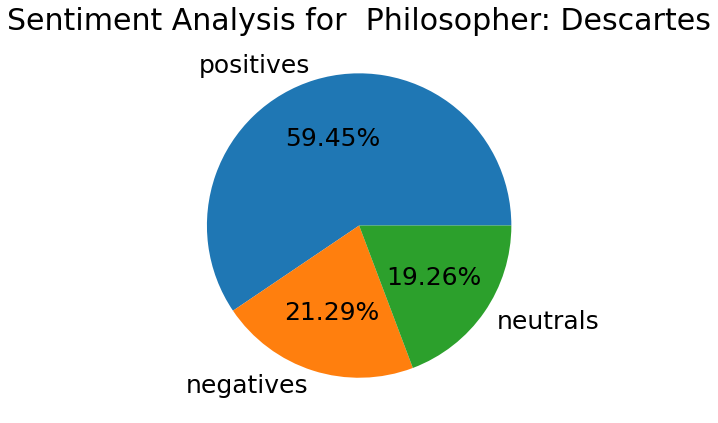 Sentiment Analysis for  Philosopher: Descartes
positives
59.45%
19.26%
21.29%
neutrals
negatives